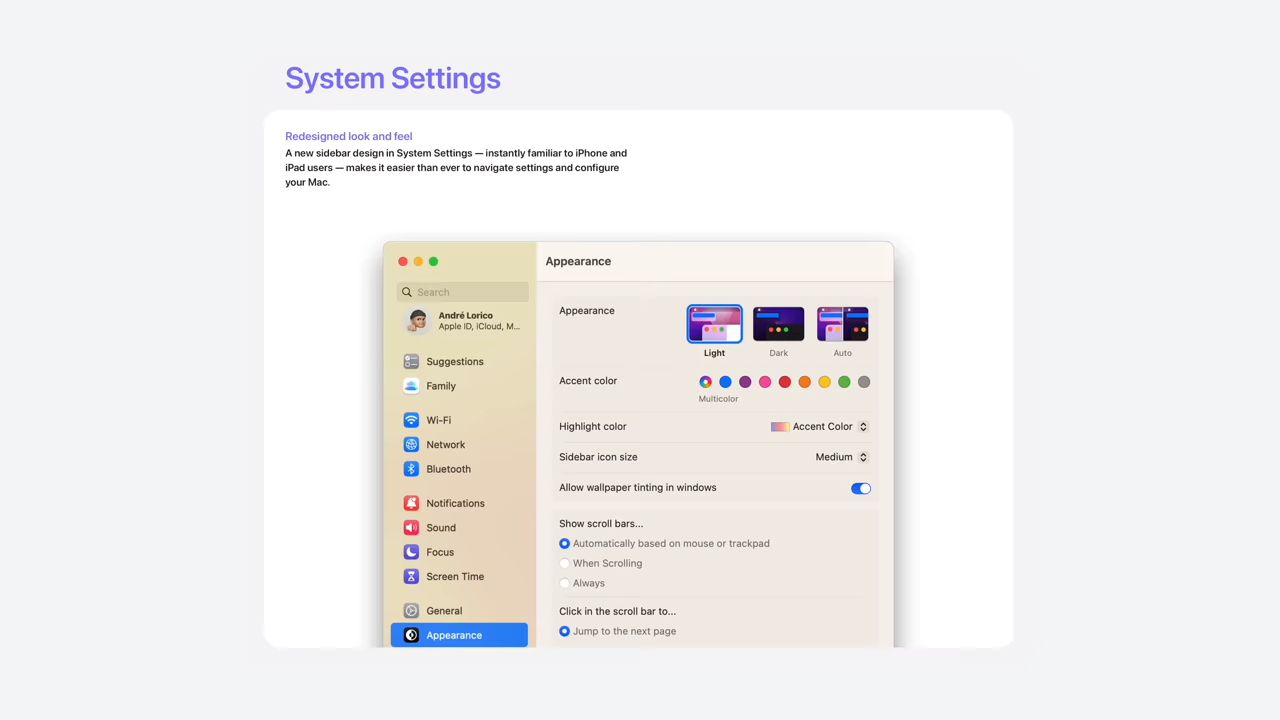 System Settings
Redesigned look and feel
A new sidebar design in System Settings — instantly familiar to iPhone and
iPad users — makes it easier than ever to navigate settings and configure
your Mac.
Search
André Lorico
Apple ID, iCloud, M...
Suggestions
Family
Wi-Fi
Network
Bluetooth
Notifications
Sound
Focus
Screen Time
General
Appearance
Appearance
Appearance
Light
Dark
Auto
Accent color
Multicolor
Highlight color
Accent Color
Sidebar icon size
Medium
Allow wallpaper tinting in windows
Show scroll bars...
Automatically based on mouse or trackpad
When Scrolling
Always
Click in the scroll bar to...
Jump to the next page